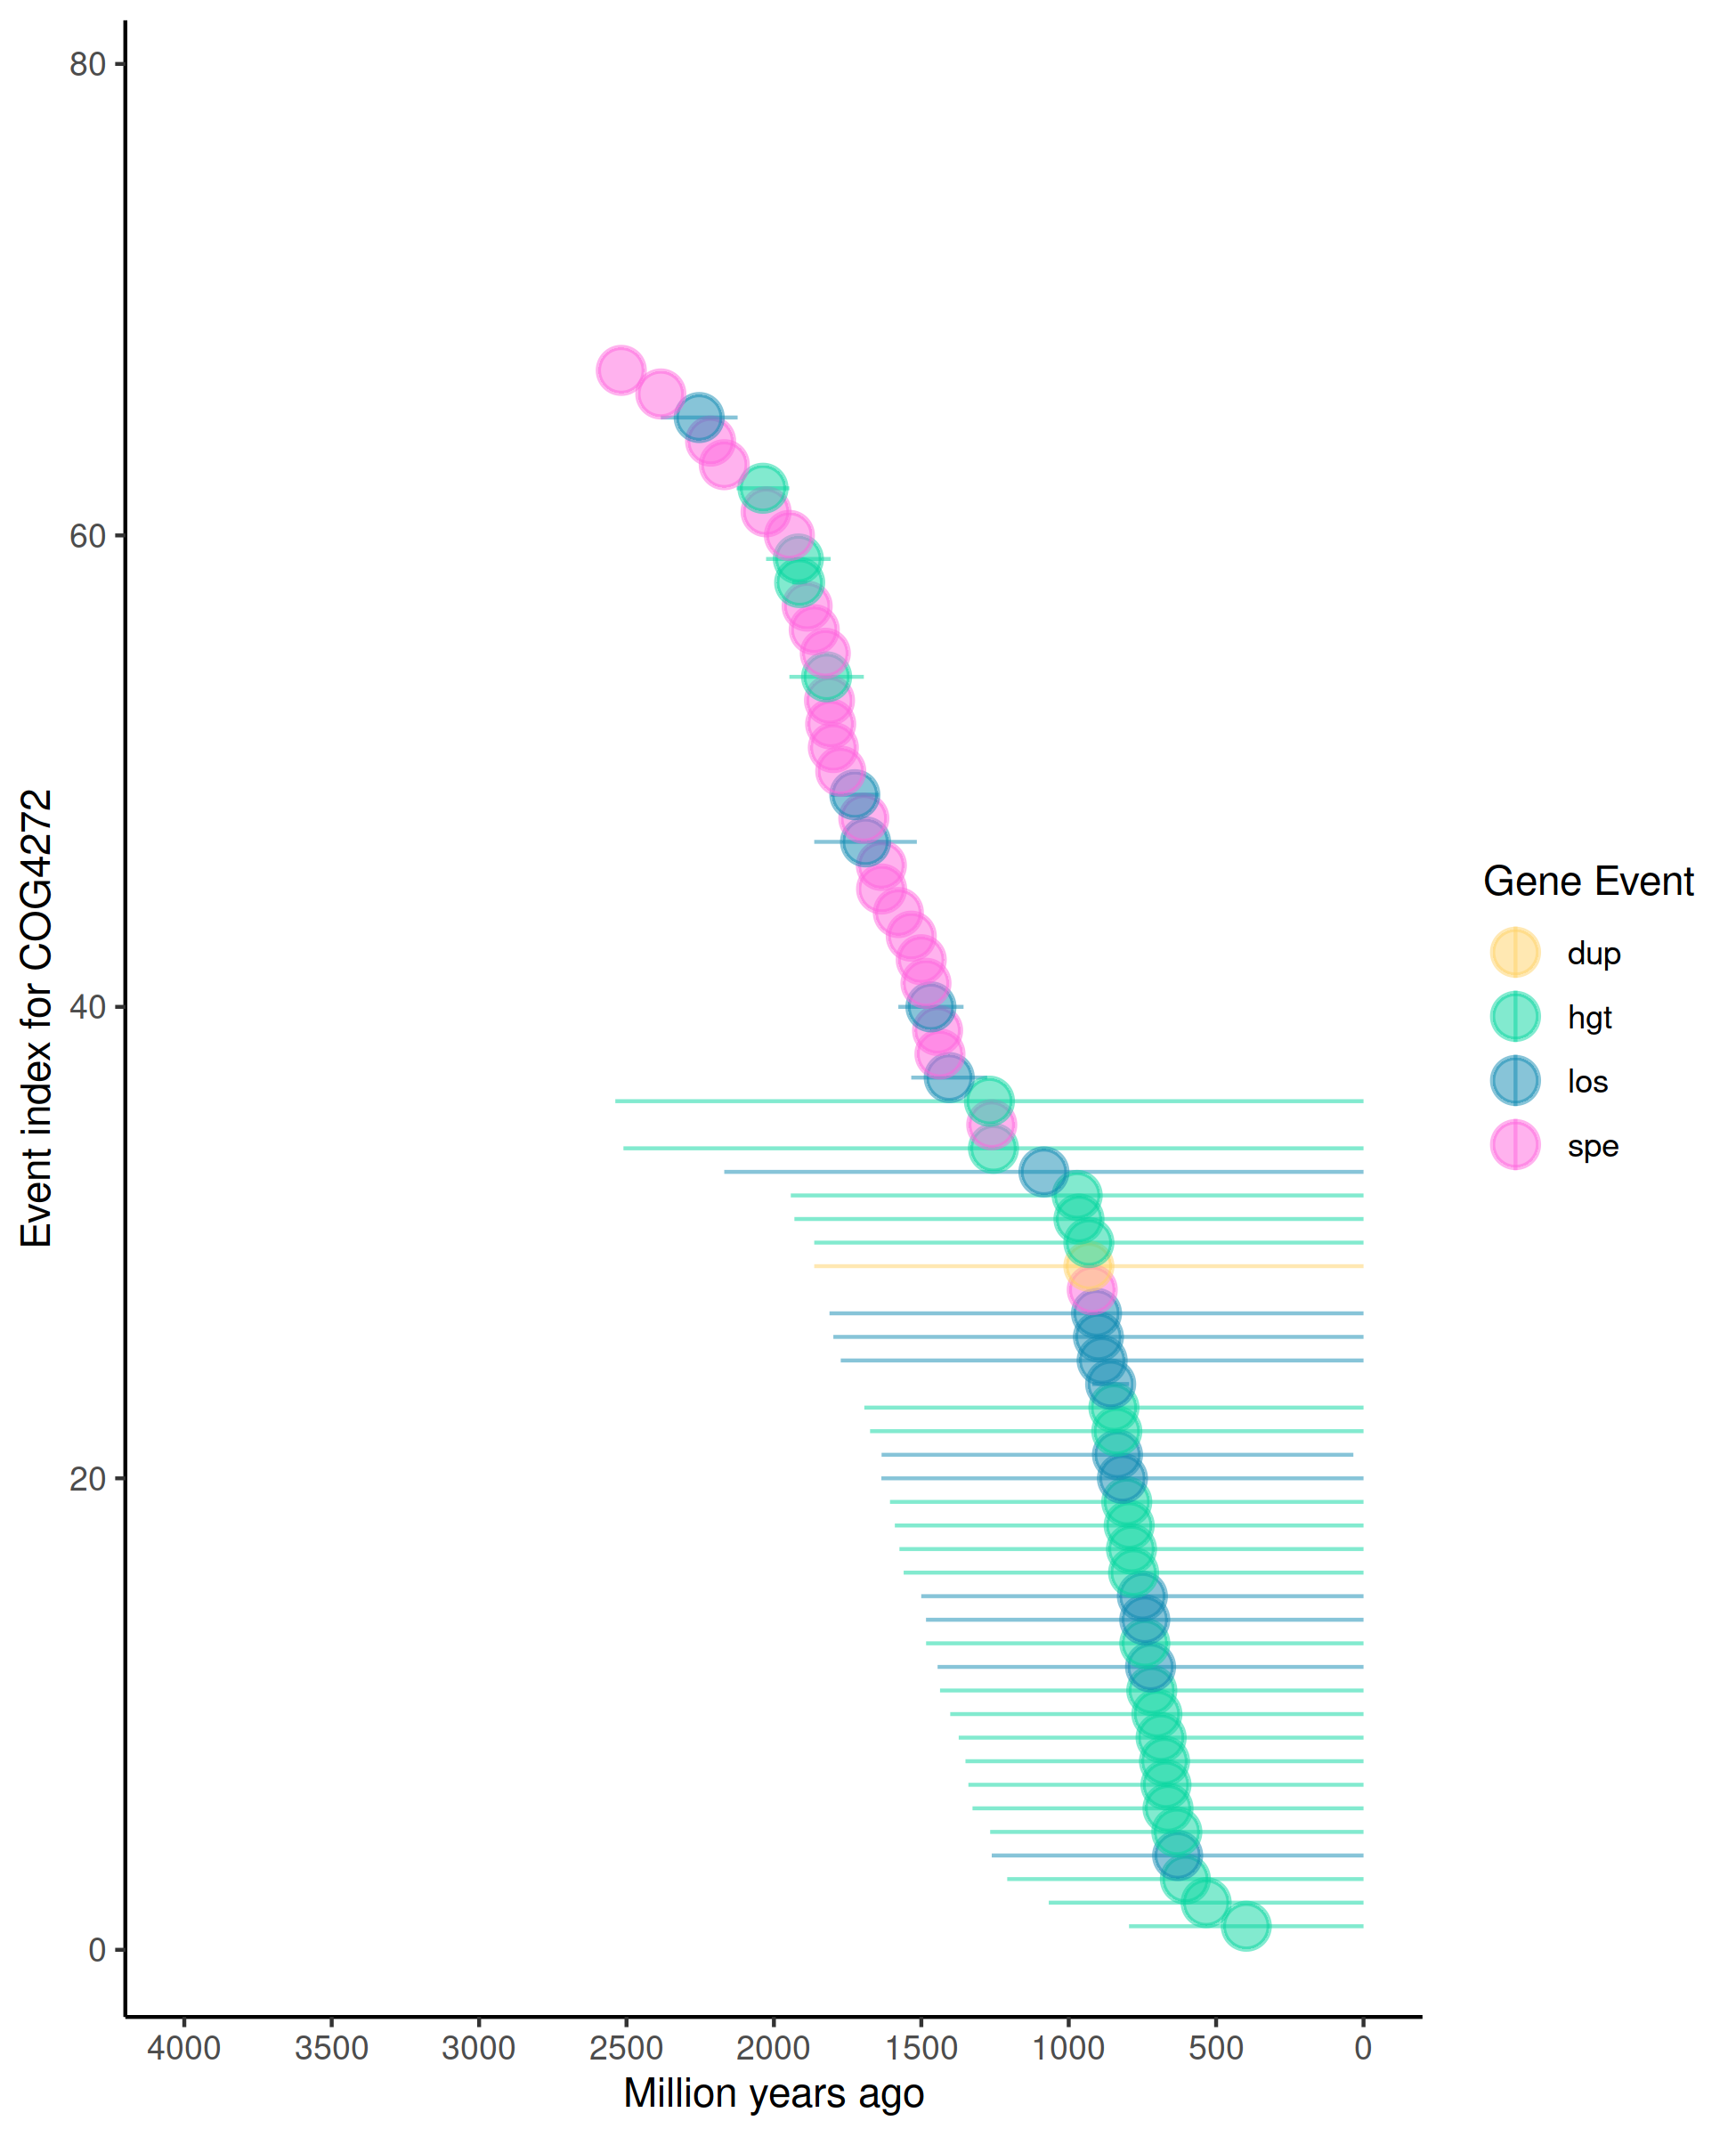 80
60
40
20
0
Event index for COG4272
4000 3500 3000 2500 2000 1500 1000 500 0
Million years ago
Gene Event
dup
hgt
los
spe